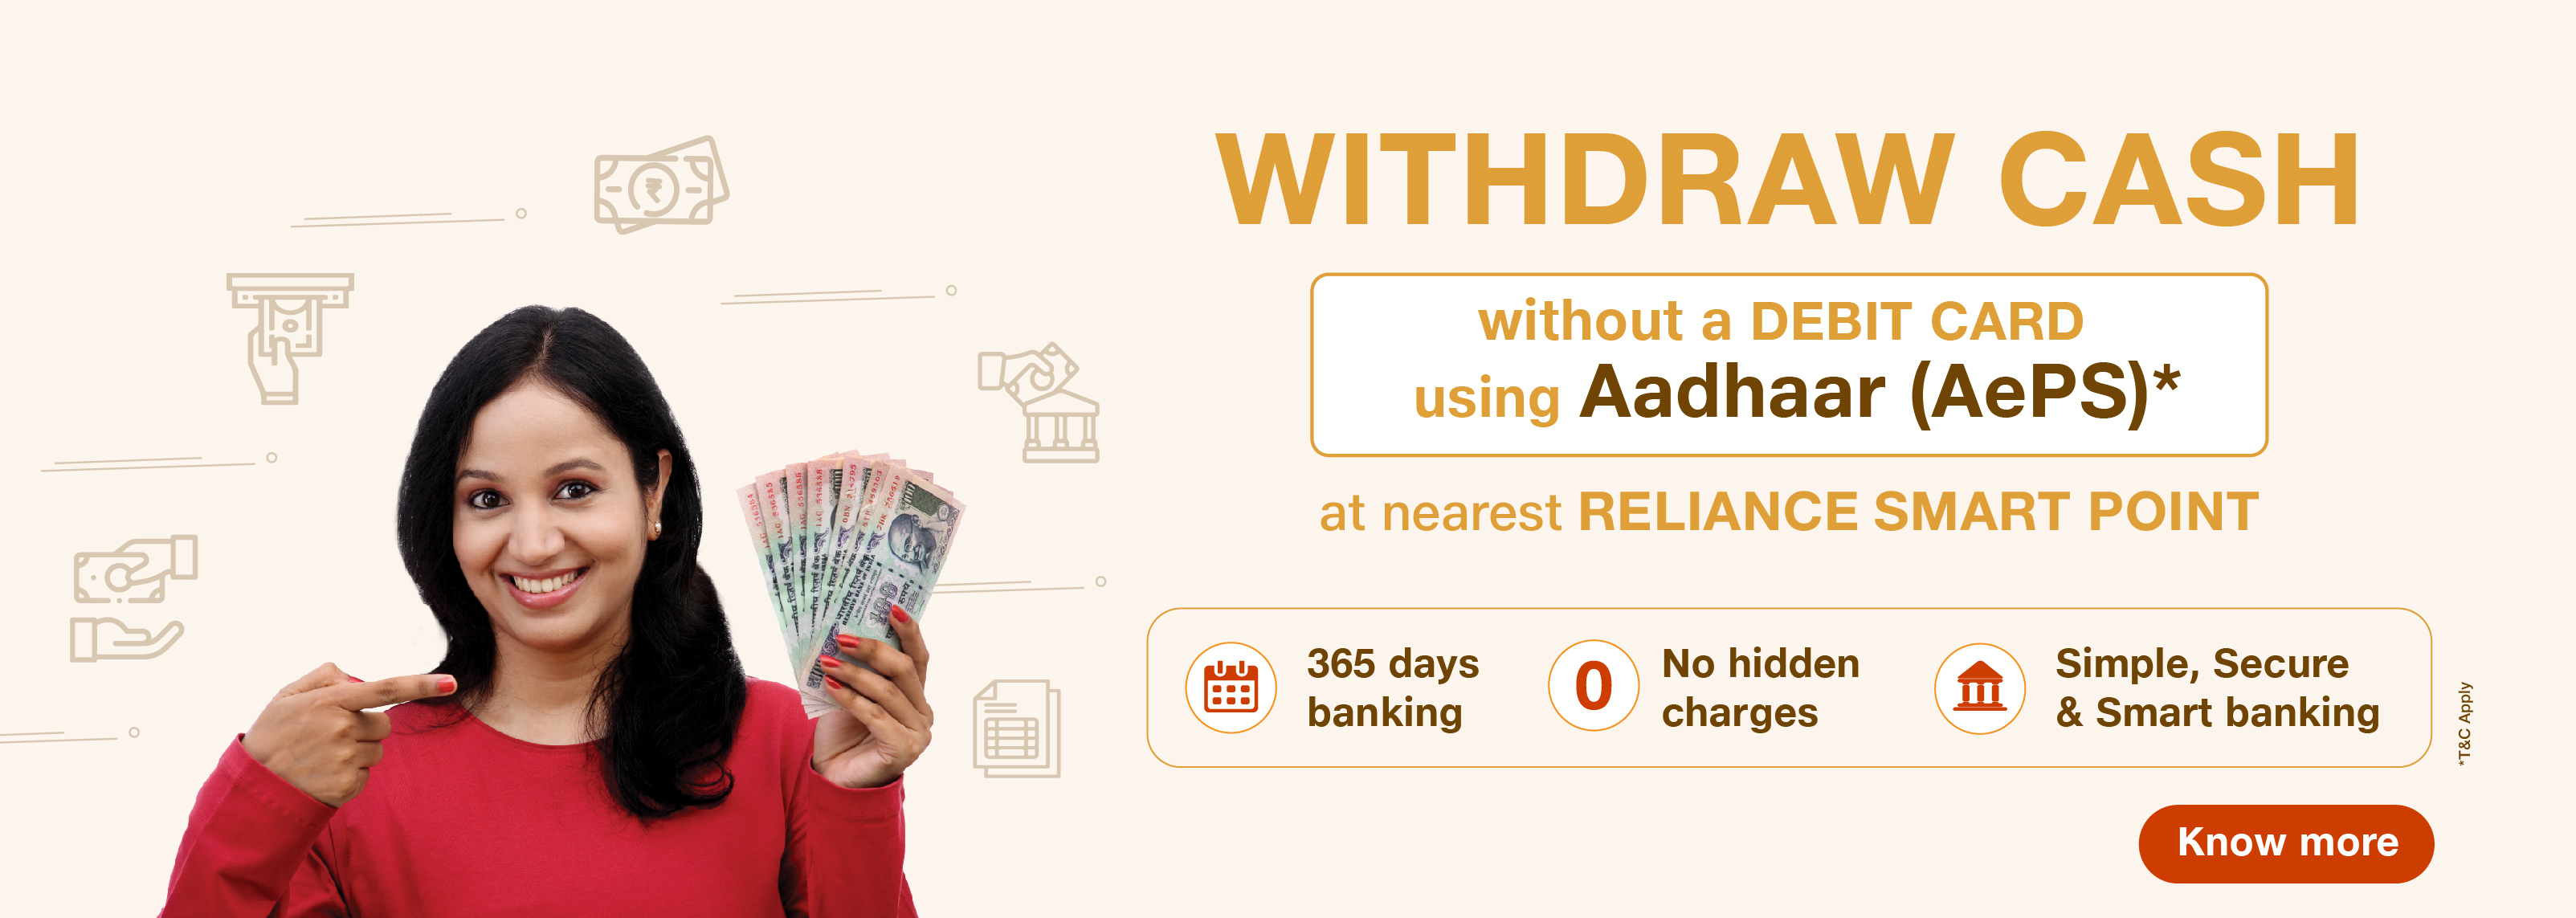 WITHDRAW CASH
without a DEBIT CARD
using Aadhaar (AePS)*
at nearest RELIANCE SMART POINT
365 days
banking
0
No hidden
charges
Simple, Secure
& Smart banking
*T&C Apply
Know more